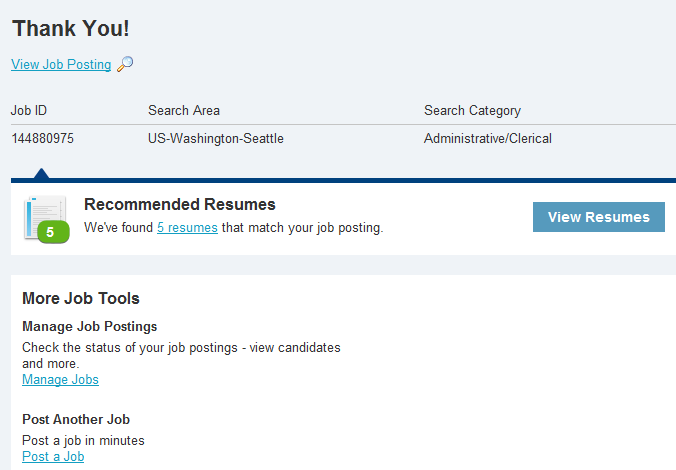 Thank You!
View Job Posting
Job ID Search Area Search Category
144880975 US-Washington-Seattle Administrative/Clerical
Recommended Resumes
5
We've found 5 resumes that match your job posting.
View Resumes
More Job Tools
Manage Job Postings
Check the status of your job postings - view candidates
and more.
Manage Jobs
Post Another Job
Post a job in minutes
Post a Job